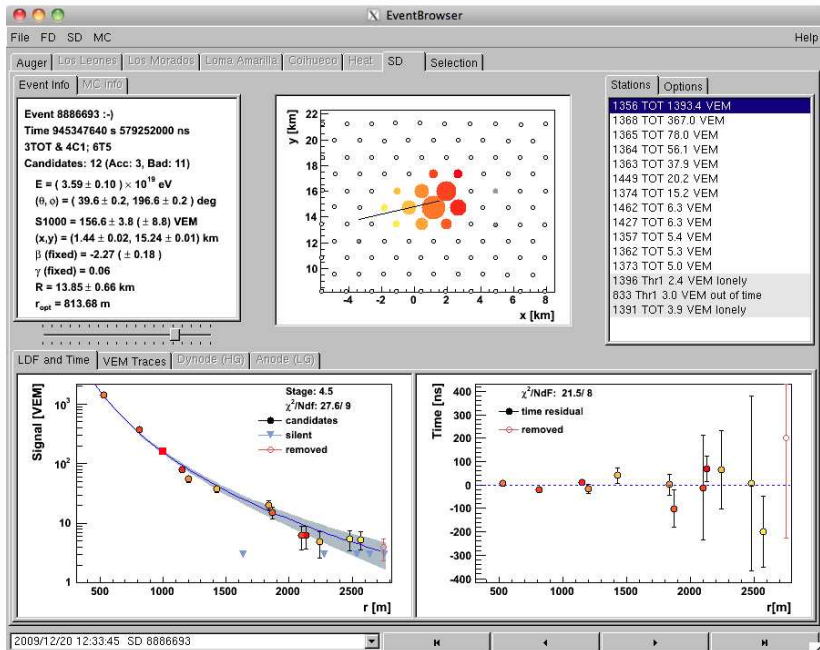 EventBrowser
File FD SD MC Help
Auger Los Leones Los Morados Loma Amarilla Coihueco Heat SD Selection
Event Info MC info
Event 8886693 :-)
Time 945347640 s 579252000 ns
3TOT & 4C1; 6T5
Candidates: 12 (Acc: 3, Bad: 11)
E = ( 3.59 ± 0.10 ) × 10^19 eV
(θ, φ) = ( 39.6 ± 0.2, 196.6 ± 0.2 ) deg
S1000 = 156.6 ± 3.8 ( ± 8.8) VEM
(x,y) = (1.44 ± 0.02, 15.24 ± 0.01) km
β (fixed) = -2.27 ( ± 0.18 )
γ (fixed) = 0.06
R = 13.85 ± 0.66 km
r_opt = 813.68 m
y [km]
22
20
18
16
14
12
10
-4 -2 0 2 4 6 8
x [km]
Stations Options
1356 TOT 1393.4 VEM
1368 TOT 367.0 VEM
1365 TOT 78.0 VEM
1364 TOT 56.1 VEM
1363 TOT 37.9 VEM
1449 TOT 20.2 VEM
1374 TOT 15.2 VEM
1462 TOT 6.3 VEM
1427 TOT 6.3 VEM
1357 TOT 5.4 VEM
1362 TOT 5.3 VEM
1373 TOT 5.0 VEM
1396 Thr1 2.4 VEM lonely
833 Thr1 3.0 VEM out of time
1391 TOT 3.9 VEM lonely
LDF and Time VEM Traces Dynode (HG) Anode (LG)
Signal [VEM]
10^3
10^2
10
1
Stage: 4.5
χ²/Ndf: 27.6/ 9
candidates
silent
removed
500 1000 1500 2000 2500
r [m]
Time [ns]
400
300
200
100
0
-100
-200
-300
-400
χ²/NdF: 21.5/ 8
time residual
removed
500 1000 1500 2000 2500
r[m]
2009/12/20 12:33:45 SD 8886693